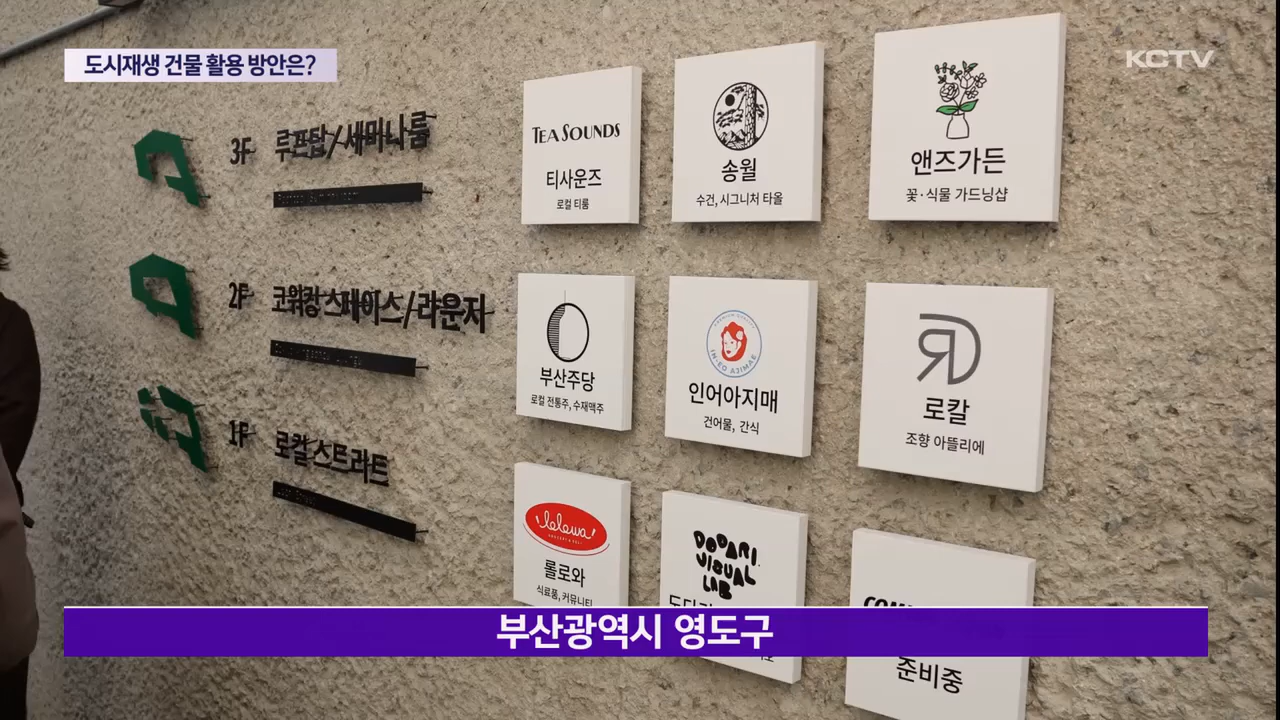 도시재생 건물 활용 방안은?
KCTV
3F 루프탑/세미나룸
2F 코워킹 스페이스/라운지
1F 로컬 스트리트
TEA SOUNDS
티사운즈
로컬 티룸
송월
수건, 시그니처 타올
앤즈가든
꽃·식물 가드닝샵
부산주당
로컬 전통주, 수재맥주
PREMIUM QUALITY
IN-EO AJIMAE
인어아지매
건어물, 간식
로칼
조향 아뜰리에
lolowa
롤로와
식료품, 커뮤니티
DODARI
VISUAL
LAB
준비중
부산광역시 영도구